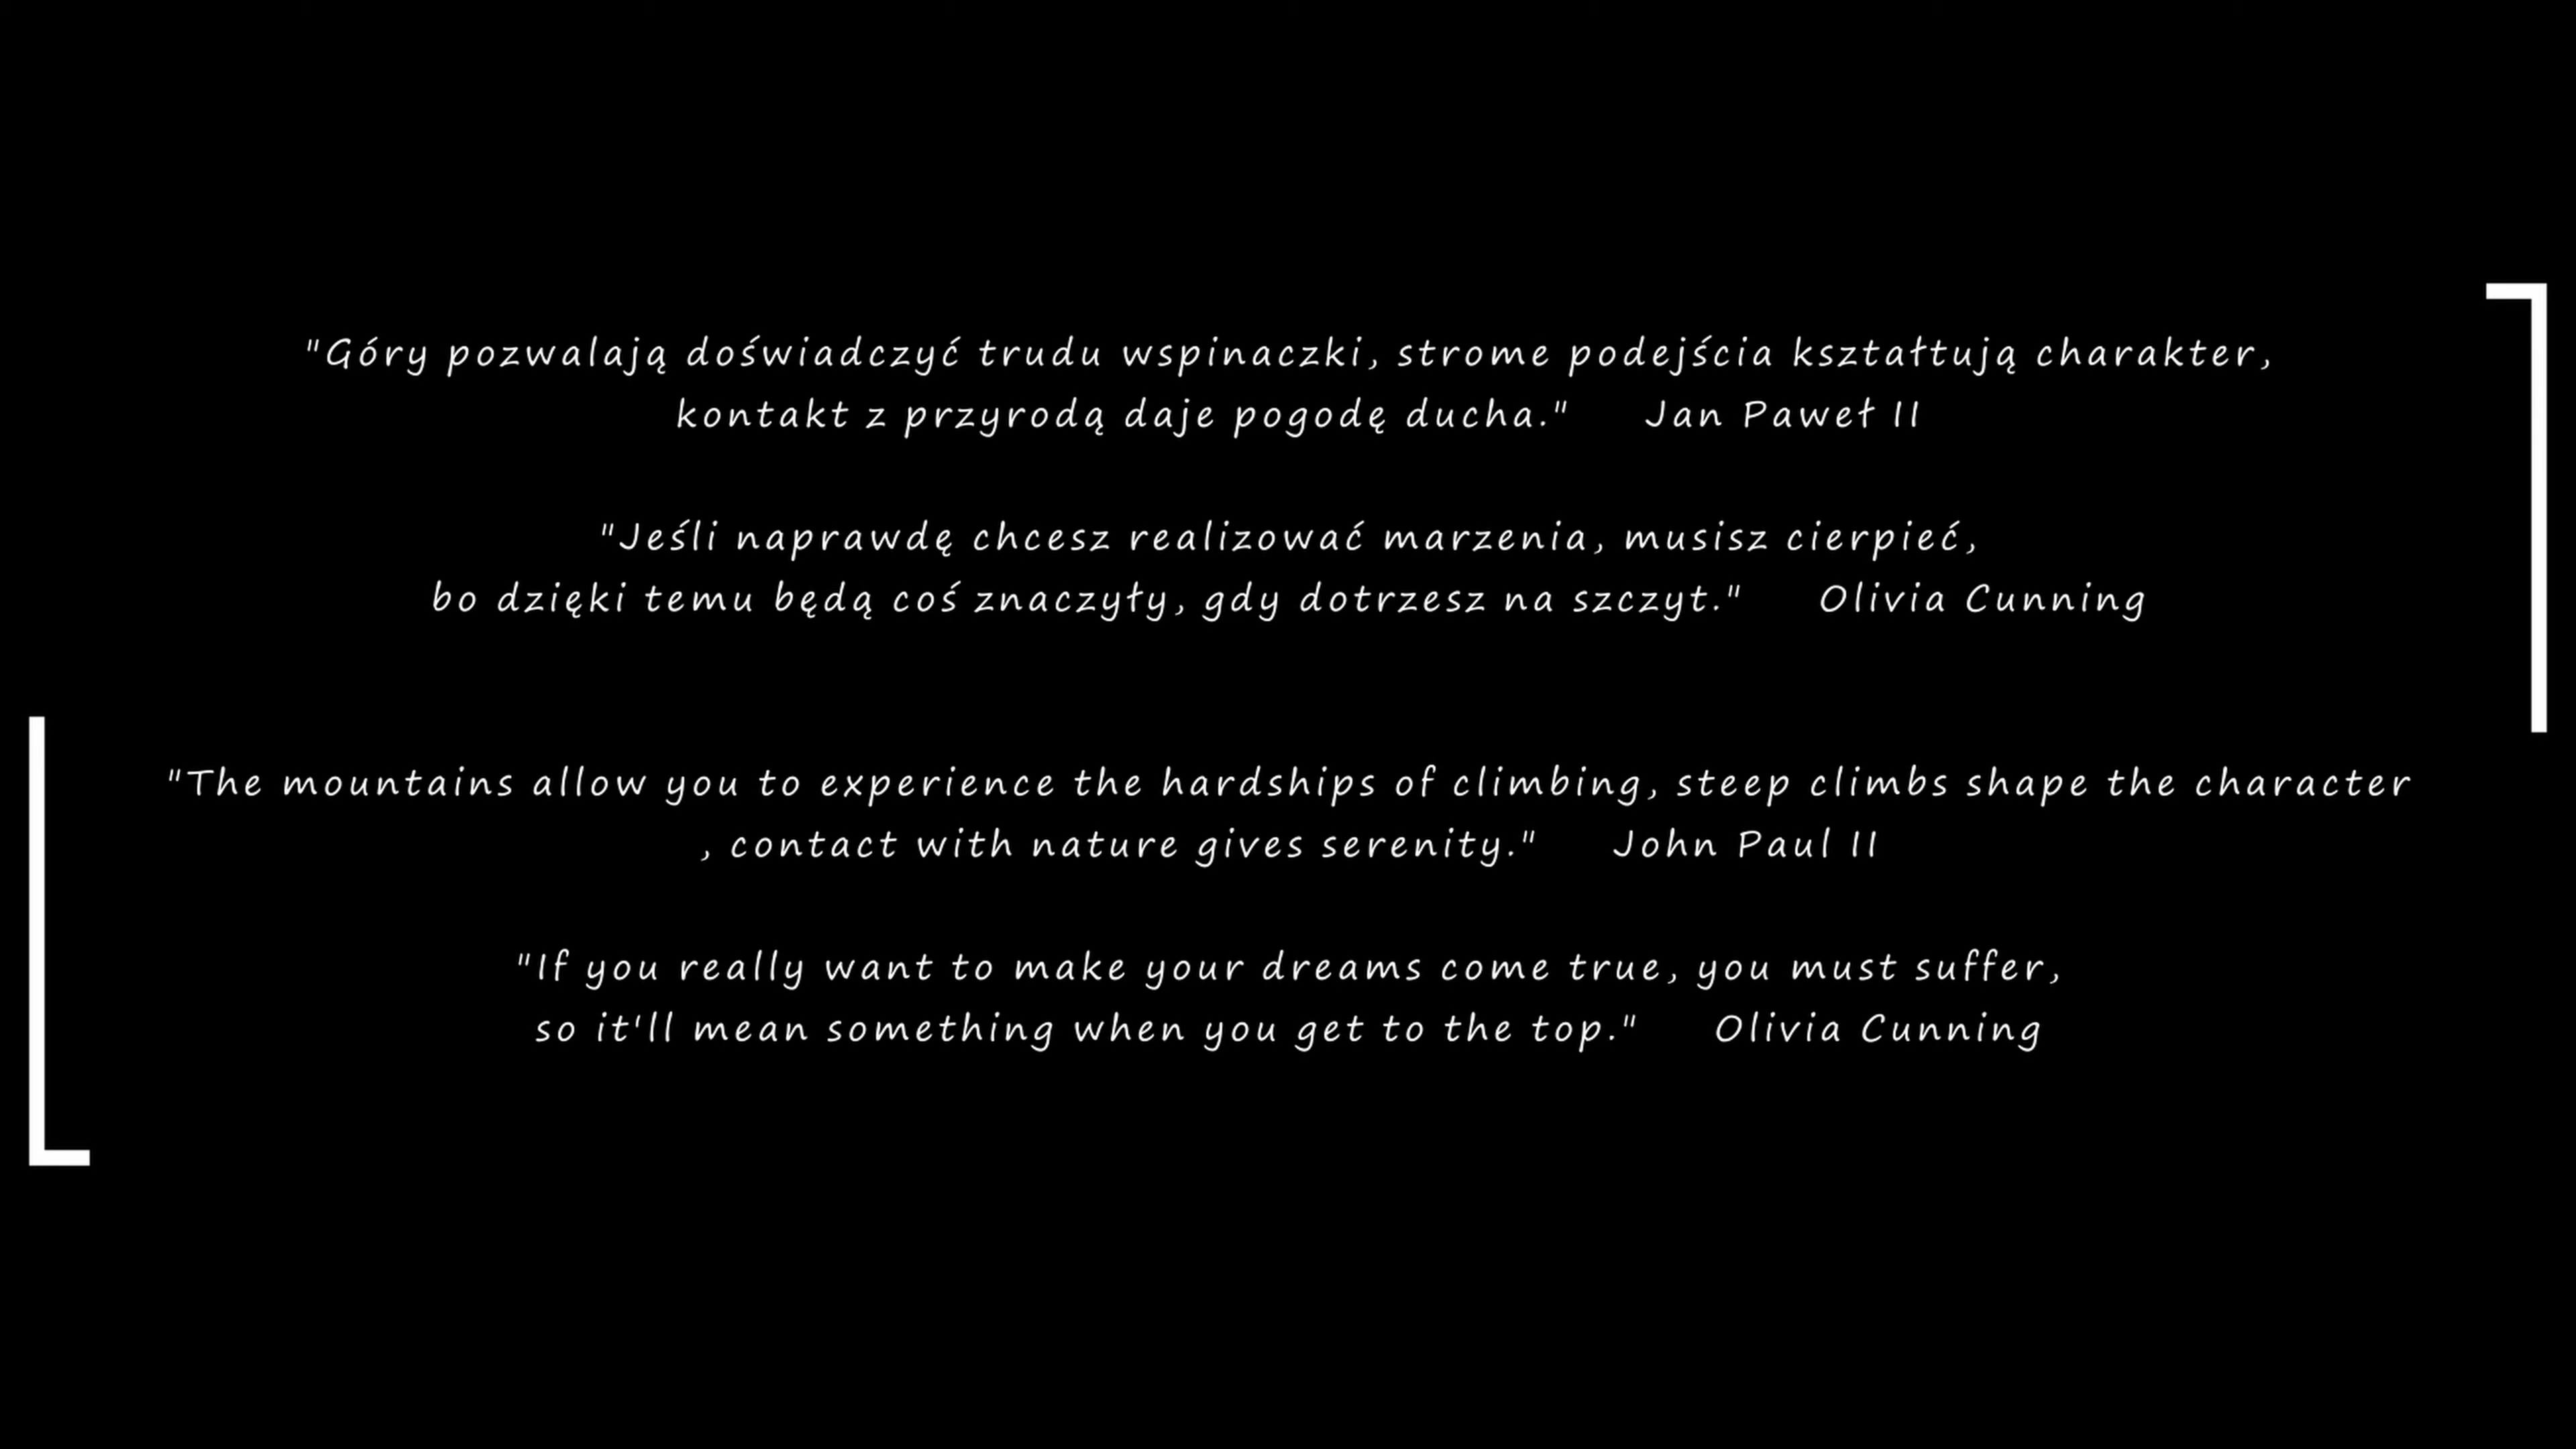 "Góry pozwalają doświadczyć trudu wspinaczki, strome podejścia kształtują charakter,
kontakt z przyrodą daje pogodę ducha." Jan Paweł II
"Jeśli naprawdę chcesz realizować marzenia, musisz cierpieć,
bo dzięki temu będą coś znaczyły, gdy dotrzesz na szczyt." Olivia Cunning
"The mountains allow you to experience the hardships of climbing, steep climbs shape the character
, contact with nature gives serenity." John Paul II
"If you really want to make your dreams come true, you must suffer,
so it'll mean something when you get to the top." Olivia Cunning